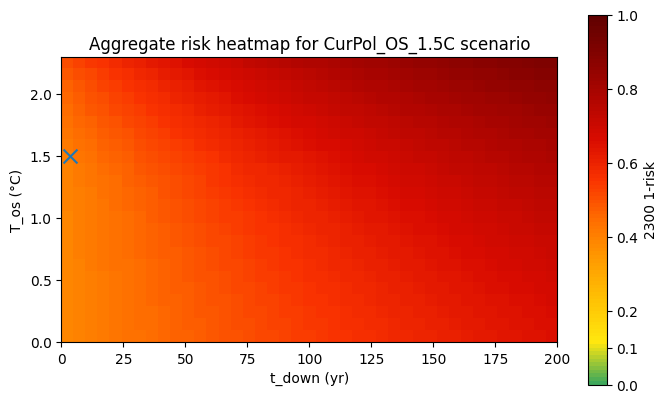 Aggregate risk heatmap for CurPol_OS_1.5C scenario
T_os (°C)
2.0
1.5
1.0
0.5
0.0
0 25 50 75 100 125 150 175 200
t_down (yr)
1.0
0.8
0.6
0.4
0.2
0.1
0.0
2300 1-risk